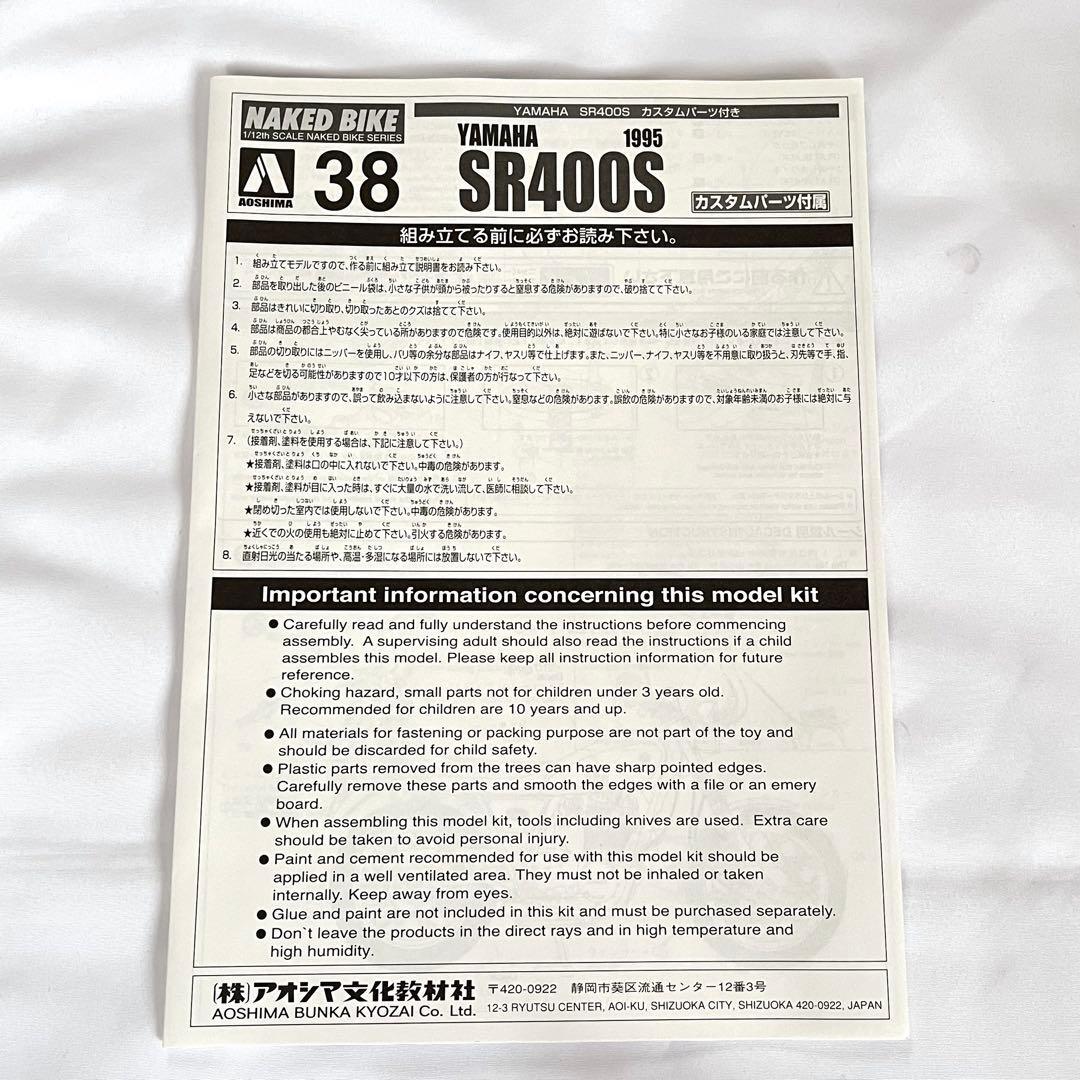 NAKED BIKE
1/12th SCALE NAKED BIKE SERIES
AOSHIMA
38
YAMAHA SR400S カスタムパーツ付き
YAMAHA 1995
SR400S
カスタムパーツ付属
組み立てる前に必ずお読み下さい。
1. 組み立てモデルですので、作る前に組み立て説明書をお読み下さい。
2. 部品を取り出した後のビニール袋は、小さな子供が頭から被ったりすると窒息する危険がありますので、破り捨てて下さい。
3. 部品はきれいに切り取り、切り取ったあとのクズは捨てて下さい。
4. 部品は商品の都合上やむなく尖っている所がありますので危険です。使用目的以外は、絶対に遊ばないで下さい。特に小さなお子様のいる家庭では注意して下さい。
5. 部品の切り取りにはニッパーを使用し、バリ等の余分な部品はナイフ、ヤスリ等で仕上げます。また、ニッパー、ナイフ、ヤスリ等を不用意に取り扱うと、刃先等で手、指、
足などを切る可能性がありますので10才以下の方は、保護者の方が行なって下さい。
6. 小さな部品がありますので、誤って飲み込まないように注意して下さい。窒息などの危険があります。誤飲の危険がありますので、対象年齢未満のお子様には絶対に与
えないで下さい。
7. (接着剤、塗料を使用する場合は、下記に注意して下さい。)
★接着剤、塗料は口の中に入れないで下さい。中毒の危険があります。
★接着剤、塗料が目に入った時は、すぐに大量の水で洗い流して、医師に相談して下さい。
★閉め切った室内では使用しないで下さい。中毒の危険があります。
★近くでの火の使用も絶対に止めて下さい。引火する危険があります。
8. 直射日光の当たる場所や、高温・多湿になる場所には放置しないで下さい。
Important information concerning this model kit
● Carefully read and fully understand the instructions before commencing
assembly. A supervising adult should also read the instructions if a child
assembles this model. Please keep all instruction information for future
reference.
● Choking hazard, small parts not for children under 3 years old.
Recommended for children are 10 years and up.
● All materials for fastening or packing purpose are not part of the toy and
should be discarded for child safety.
● Plastic parts removed from the trees can have sharp pointed edges.
Carefully remove these parts and smooth the edges with a file or an emery
board.
● When assembling this model kit, tools including knives are used. Extra care
should be taken to avoid personal injury.
● Paint and cement recommended for use with this model kit should be
applied in a well ventilated area. They must not be inhaled or taken
internally. Keep away from eyes.
● Glue and paint are not included in this kit and must be purchased separately.
● Don`t leave the products in the direct rays and in high temperature and
high humidity.
(株)アオシマ文化教材社 〒420-0922 静岡市葵区流通センター12番3号
AOSHIMA BUNKA KYOZAI Co. Ltd. 12-3 RYUTSU CENTER, AOI-KU, SHIZUOKA CITY, SHIZUOKA 420-0922, JAPAN